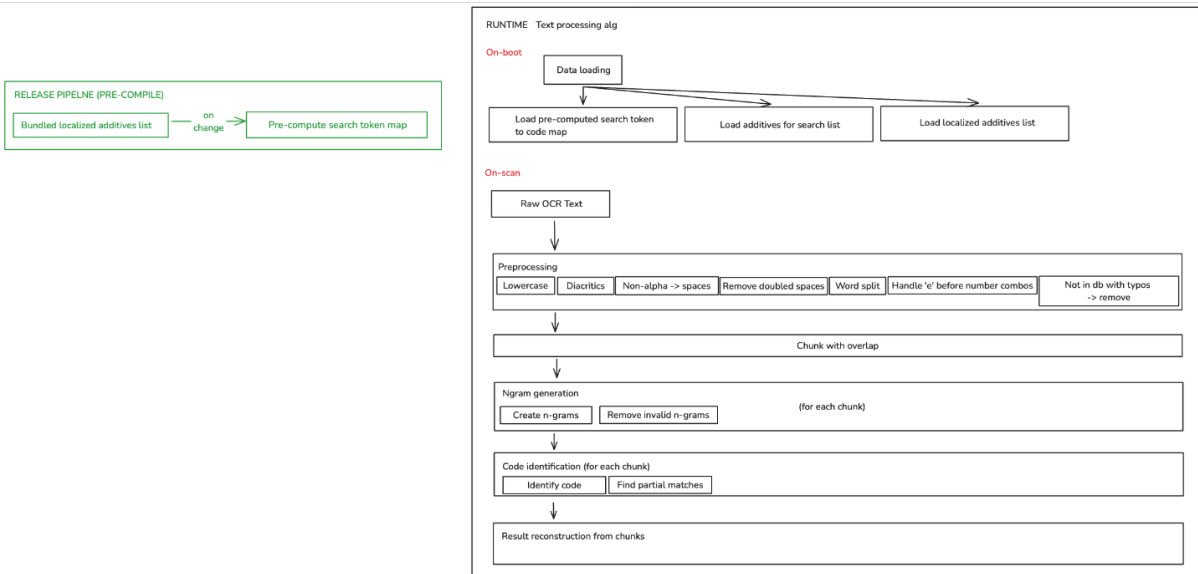 RELEASE PIPELNE (PRE-COMPILE)
Bundled localized additives list
on
change
Pre-compute search token map
RUNTIME Text processing alg
On-boot
Data loading
Load pre-computed search token
to code map
Load additives for search list
Load localized additives list
On-scan
Raw OCR Text
Preprocessing
Lowercase
Diacritics
Non-alpha -> spaces
Remove doubled spaces
Word split
Handle 'e' before number combos
Not in db with typos
-> remove
Chunk with overlap
Ngram generation
(for each chunk)
Create n-grams
Remove invalid n-grams
Code identification (for each chunk)
Identify code
Find partial matches
Result reconstruction from chunks